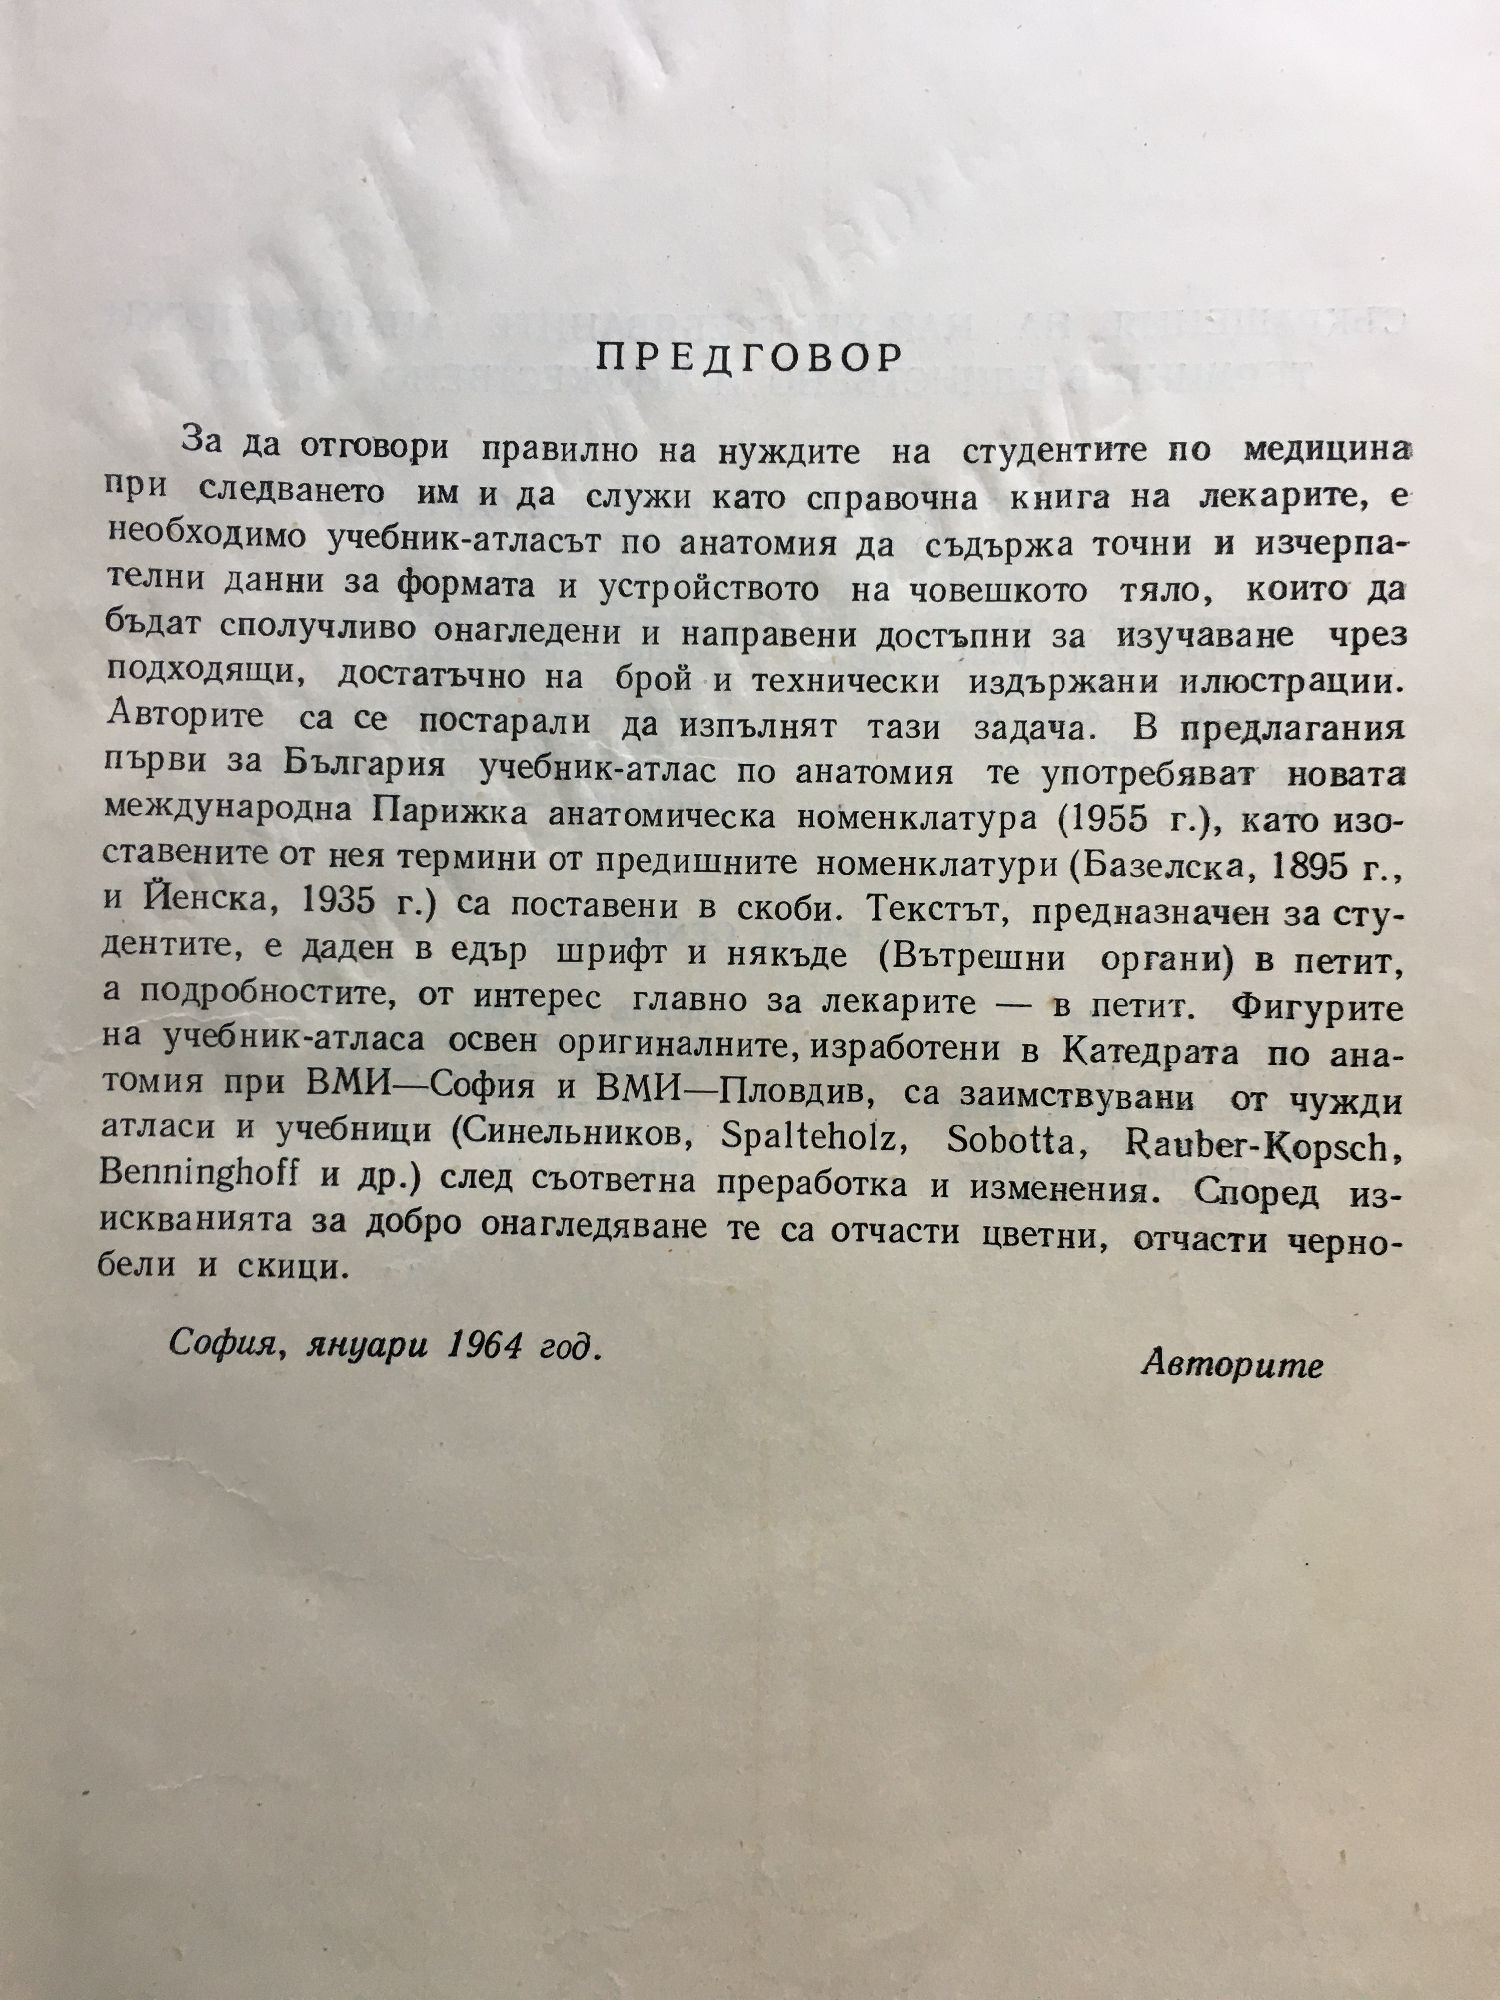 ПРЕДГОВОР
За да отговори правилно на нуждите на студентите по медицина
при следването им и да служи като справочна книга на лекарите, е
необходимо учебник-атласът по анатомия да съдържа точни и изчерпа-
телни данни за формата и устройството на човешкото тяло, които да
бъдат сполучливо онагледени и направени достъпни за изучаване чрез
подходящи, достатъчно на брой и технически издържани илюстрации.
Авторите са се постарали да изпълнят тази задача. В предлагания
първи за България учебник-атлас по анатомия те употребяват новата
международна Парижка анатомическа номенклатура (1955 г.), като изо-
ставените от нея термини от предишните номенклатури (Базелска, 1895 г.,
и Йенска, 1935 г.) са поставени в скоби. Текстът, предназначен за сту-
дентите, е даден в едър шрифт и някъде (Вътрешни органи) в петит,
а подробностите, от интерес главно за лекарите — в петит. Фигурите
на учебник-атласа освен оригиналните, изработени в Катедрата по ана-
томия при ВМИ—София и ВМИ—Пловдив, са заимствувани от чужди
атласи и учебници (Синельников, Spalteholz, Sobotta, Rauber-Kopsch,
Benninghoff и др.) след съответна преработка и изменения. Според из-
искванията за добро онагледяване те са отчасти цветни, отчасти черно-
бели и скици.
София, януари 1964 год.
Авторите